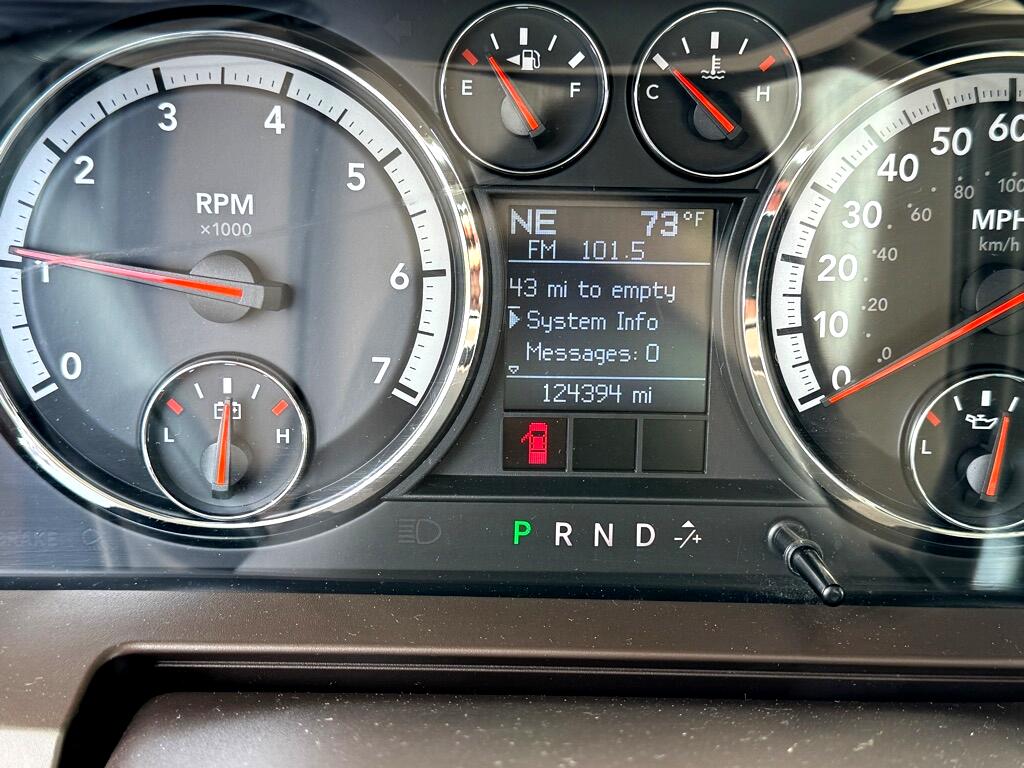 E F
C H
NE 73°F
FM 101.5
43 mi to empty
System Info
Messages: 0
124394 mi
0 1 2 3 4 5 6 7
RPM
×1000
L H
0 10 20 30 40 50 60
0 20 40 60 80 100
MPH
km/h
L
P R N D -/+